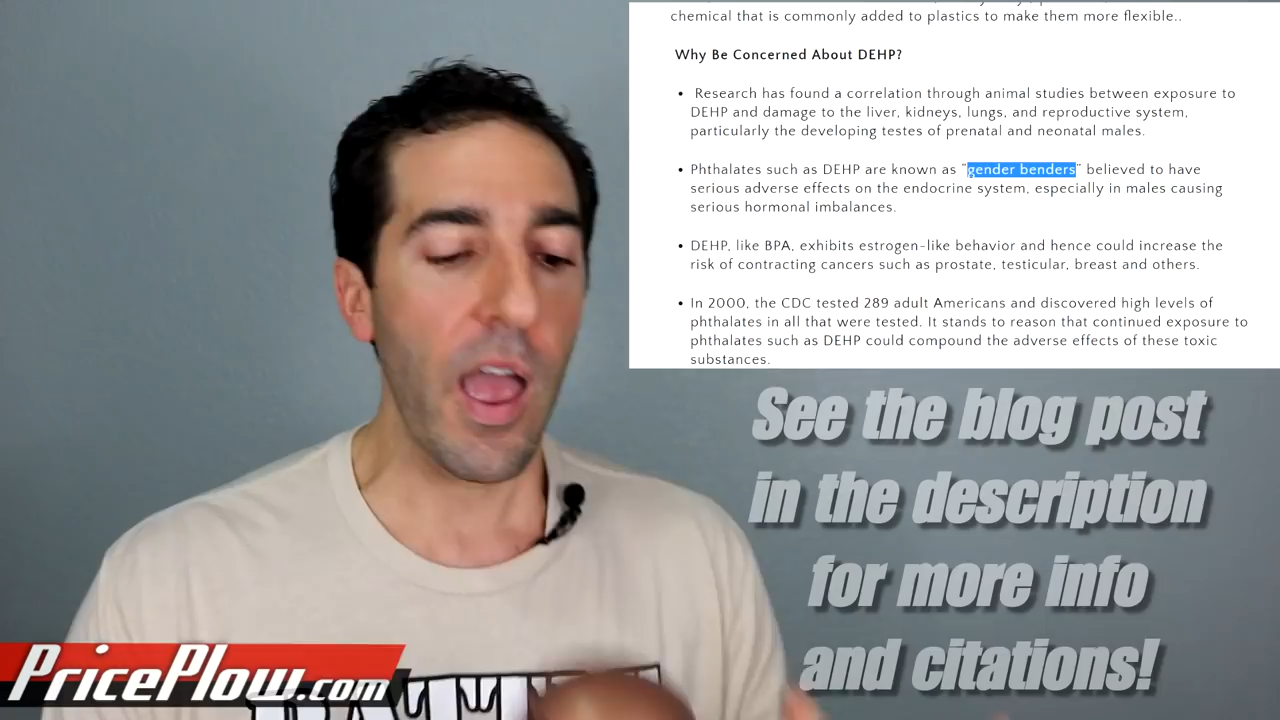 chemical that is commonly added to plastics to make them more flexible..
Why Be Concerned About DEHP?
• Research has found a correlation through animal studies between exposure to
DEHP and damage to the liver, kidneys, lungs, and reproductive system,
particularly the developing testes of prenatal and neonatal males.
• Phthalates such as DEHP are known as "gender benders" believed to have
serious adverse effects on the endocrine system, especially in males causing
serious hormonal imbalances.
• DEHP, like BPA, exhibits estrogen-like behavior and hence could increase the
risk of contracting cancers such as prostate, testicular, breast and others.
• In 2000, the CDC tested 289 adult Americans and discovered high levels of
phthalates in all that were tested. It stands to reason that continued exposure to
phthalates such as DEHP could compound the adverse effects of these toxic
substances.
See the blog post
in the description
for more info
and citations!
PricePlow.com